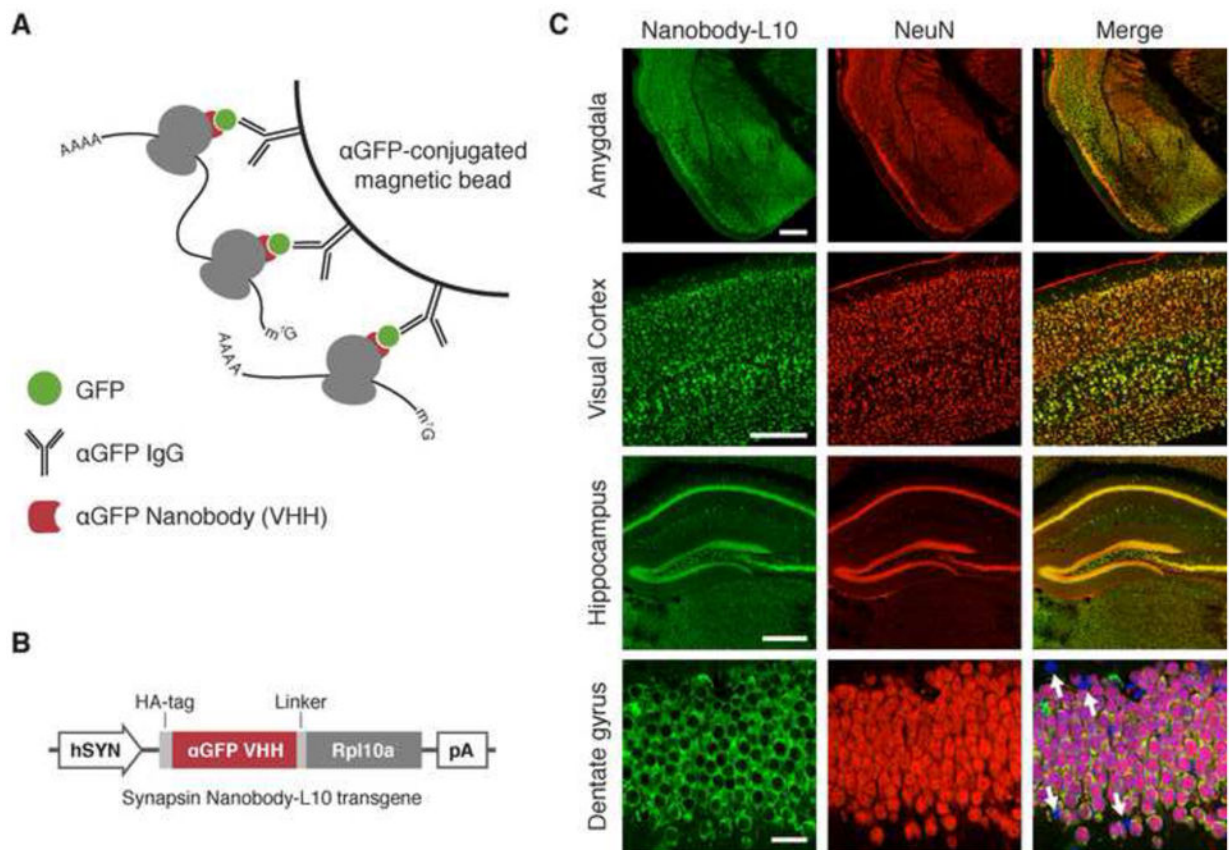 A
αGFP-conjugated
magnetic bead
AAAA
m⁷G
AAAA
m⁷G
GFP
αGFP IgG
αGFP Nanobody (VHH)
B
HA-tag
Linker
hSYN
αGFP VHH
Rpl10a
pA
Synapsin Nanobody-L10 transgene
C
Nanobody-L10
NeuN
Merge
Amygdala
Visual Cortex
Hippocampus
Dentate gyrus